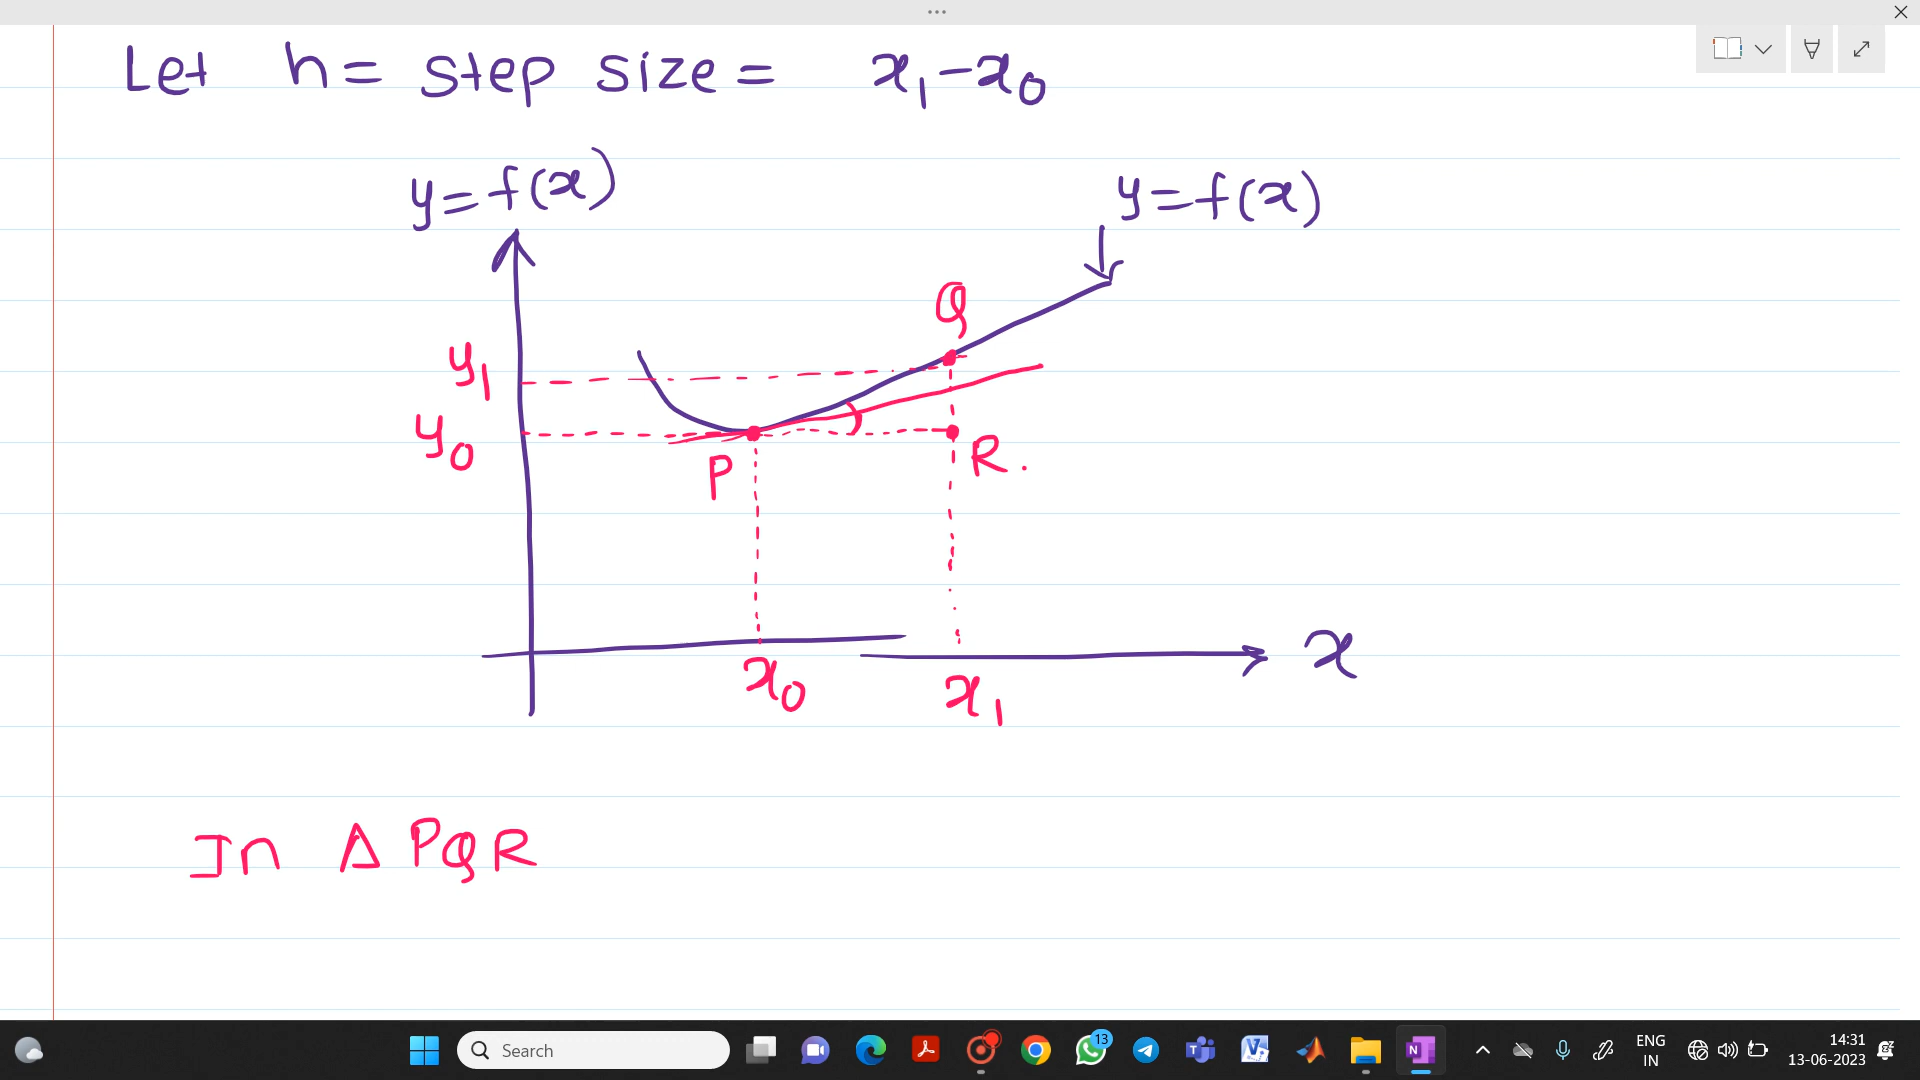 Let h = step size = x₁-x₀
y=f(x)
y=f(x)
Q
y₁
y₀
P
R.
x₀
x₁
x
In Δ PQR
Search
13
ENG
IN
14:31
13-06-2023